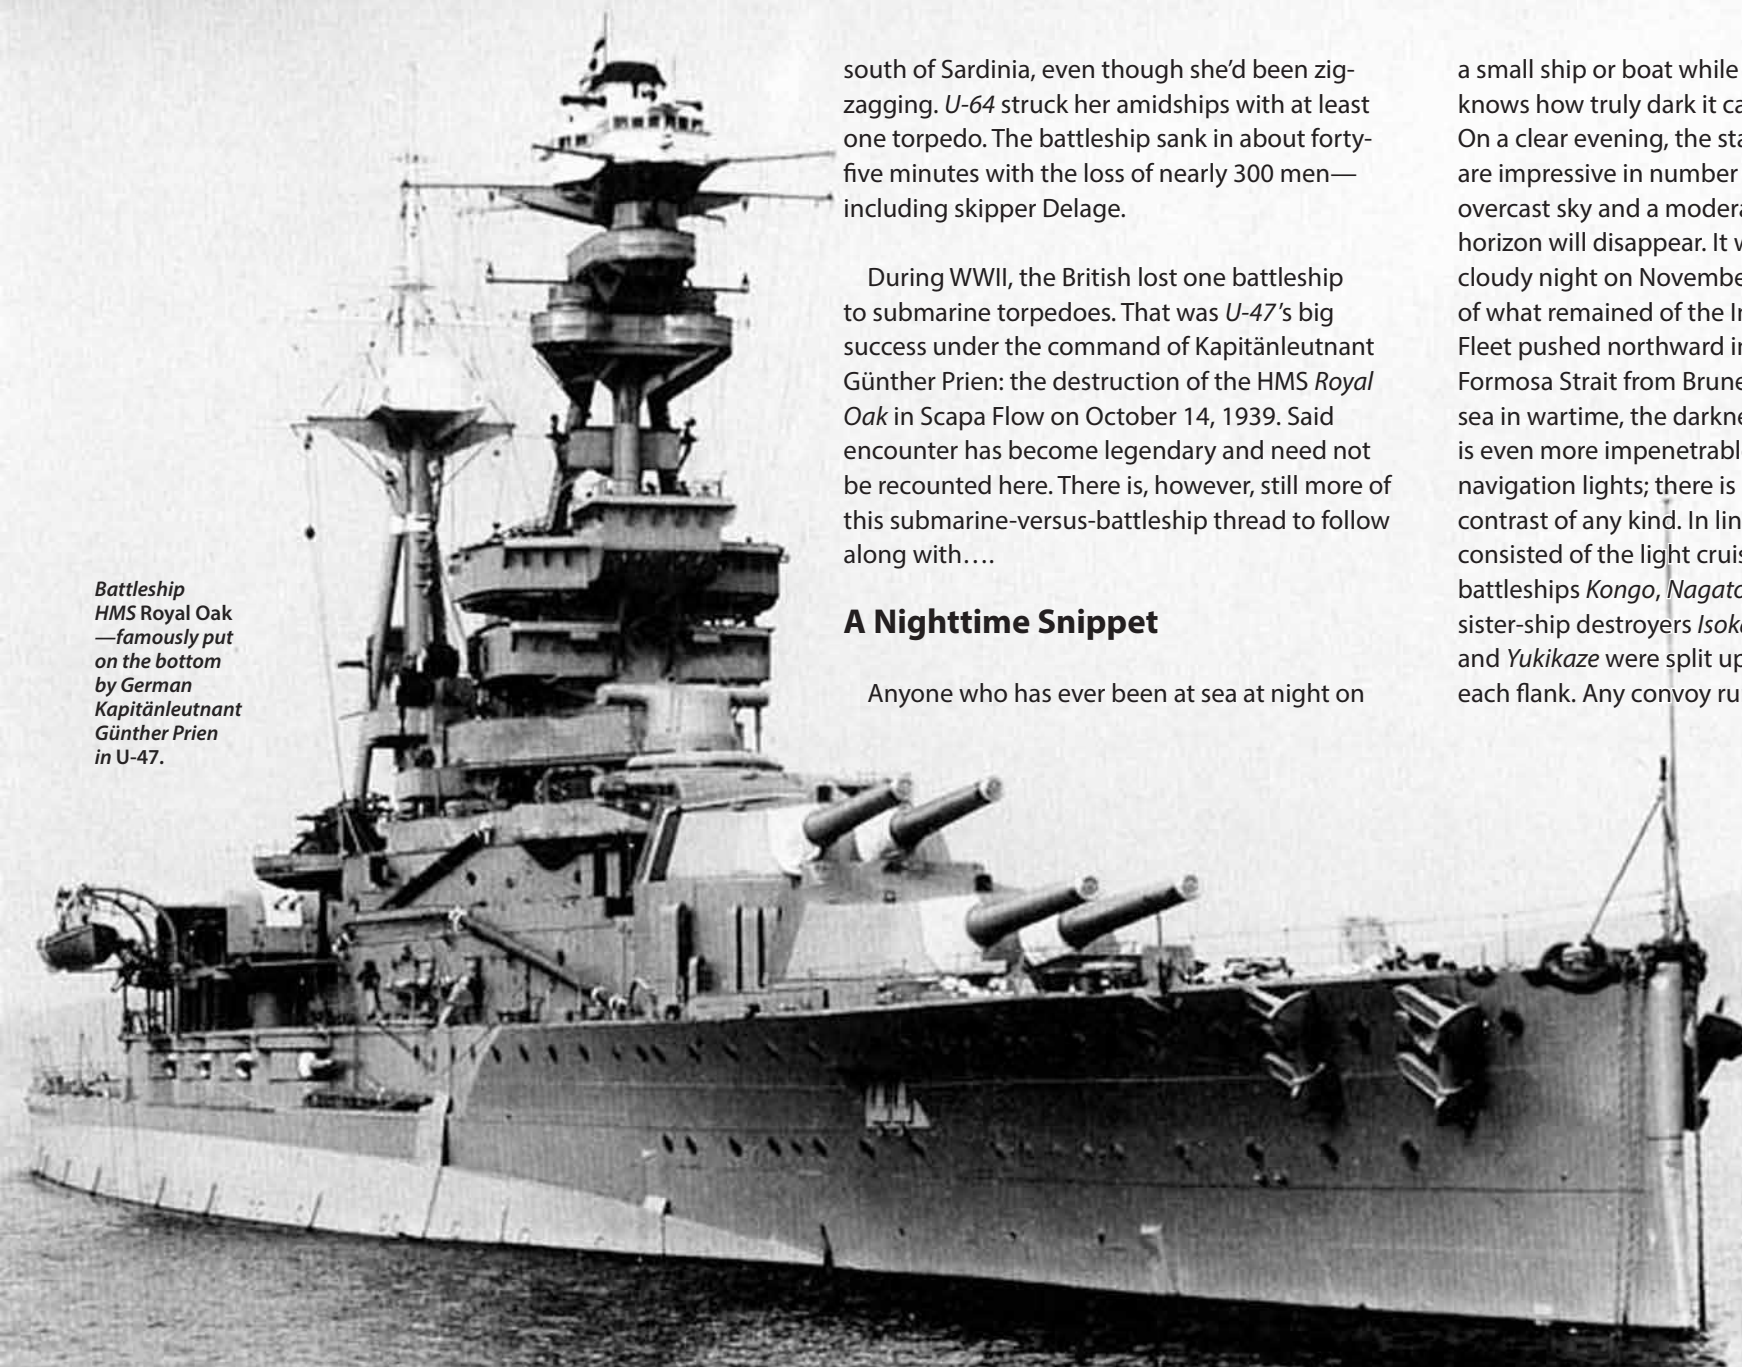 south of Sardinia, even though she'd been zig-
zagging. U-64 struck her amidships with at least
one torpedo. The battleship sank in about forty-
five minutes with the loss of nearly 300 men—
including skipper Delage.
During WWII, the British lost one battleship
to submarine torpedoes. That was U-47's big
success under the command of Kapitänleutnant
Günther Prien: the destruction of the HMS Royal
Oak in Scapa Flow on October 14, 1939. Said
encounter has become legendary and need not
be recounted here. There is, however, still more of
this submarine-versus-battleship thread to follow
along with….
A Nighttime Snippet
Anyone who has ever been at sea at night on
a small ship or boat while
knows how truly dark it
On a clear evening, the
are impressive in number
overcast sky and a
horizon will disappear. It
cloudy night on
of what remained of the
Fleet pushed northward
Formosa Strait from
sea in wartime, the
is even more
navigation lights; there is
contrast of any kind. In
consisted of the light
battleships Kongo,
sister-ship destroyers
and Yukikaze were split up
each flank. Any convoy
Battleship
HMS Royal Oak
—famously put
on the bottom
by German
Kapitänleutnant
Günther Prien
in U-47.